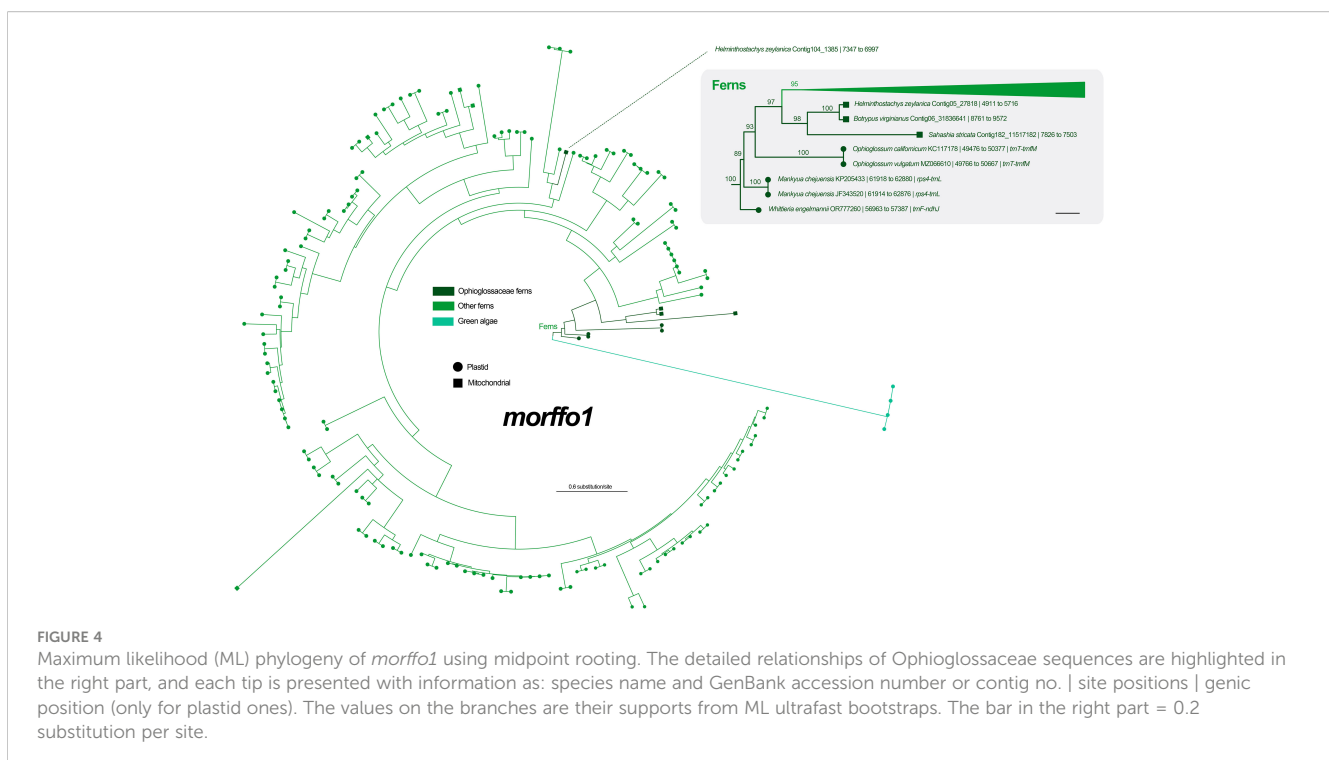 Helminthostachys zeylanica Contig104_1385 | 7347 to 6997
Ferns
95
97
100
Helminthostachys zeylanica Contig05_27818 | 4911 to 5716
98
Botrypus virginianus Contig06_31836641 | 8761 to 9572
93
Sahashia stricata Contig182_11517182 | 7826 to 7503
Ophioglossum californicum KC117178 | 49476 to 50377 | trnT-trnfM
100
89
Ophioglossum vulgatum MZ066610 | 49766 to 50667 | trnT-trnfM
Mankyua chejuensis KP205433 | 61918 to 62880 | rps4-trnL
100
100
Mankyua chejuensis JF343520 | 61914 to 62876 | rps4-trnL
Whittieria engelmannii OR777260 | 56963 to 57387 | trnF-ndhJ
Ophioglossaceae ferns
Other ferns
Green algae
Ferns
Plastid
Mitochondrial
morffo1
0.6 substitution/site
FIGURE 4
Maximum likelihood (ML) phylogeny of morffo1 using midpoint rooting. The detailed relationships of Ophioglossaceae sequences are highlighted in
the right part, and each tip is presented with information as: species name and GenBank accession number or contig no. | site positions | genic
position (only for plastid ones). The values on the branches are their supports from ML ultrafast bootstraps. The bar in the right part = 0.2
substitution per site.